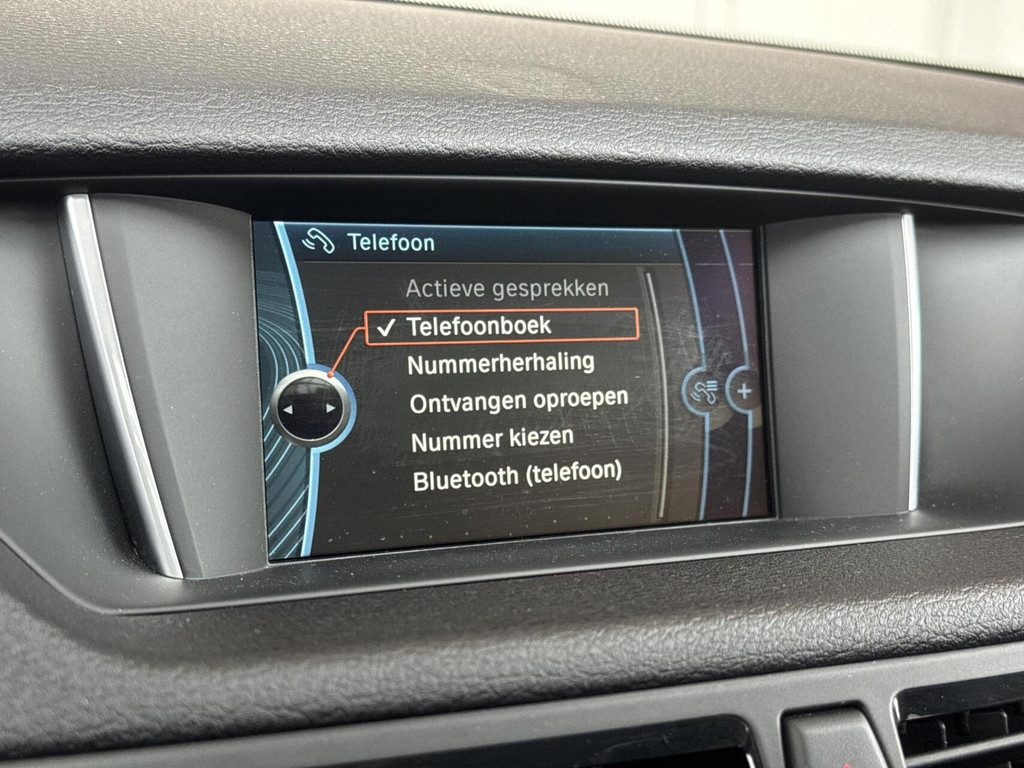 Telefoon
Actieve gesprekken
Telefoonboek
Nummerherhaling
Ontvangen oproepen
Nummer kiezen
Bluetooth (telefoon)